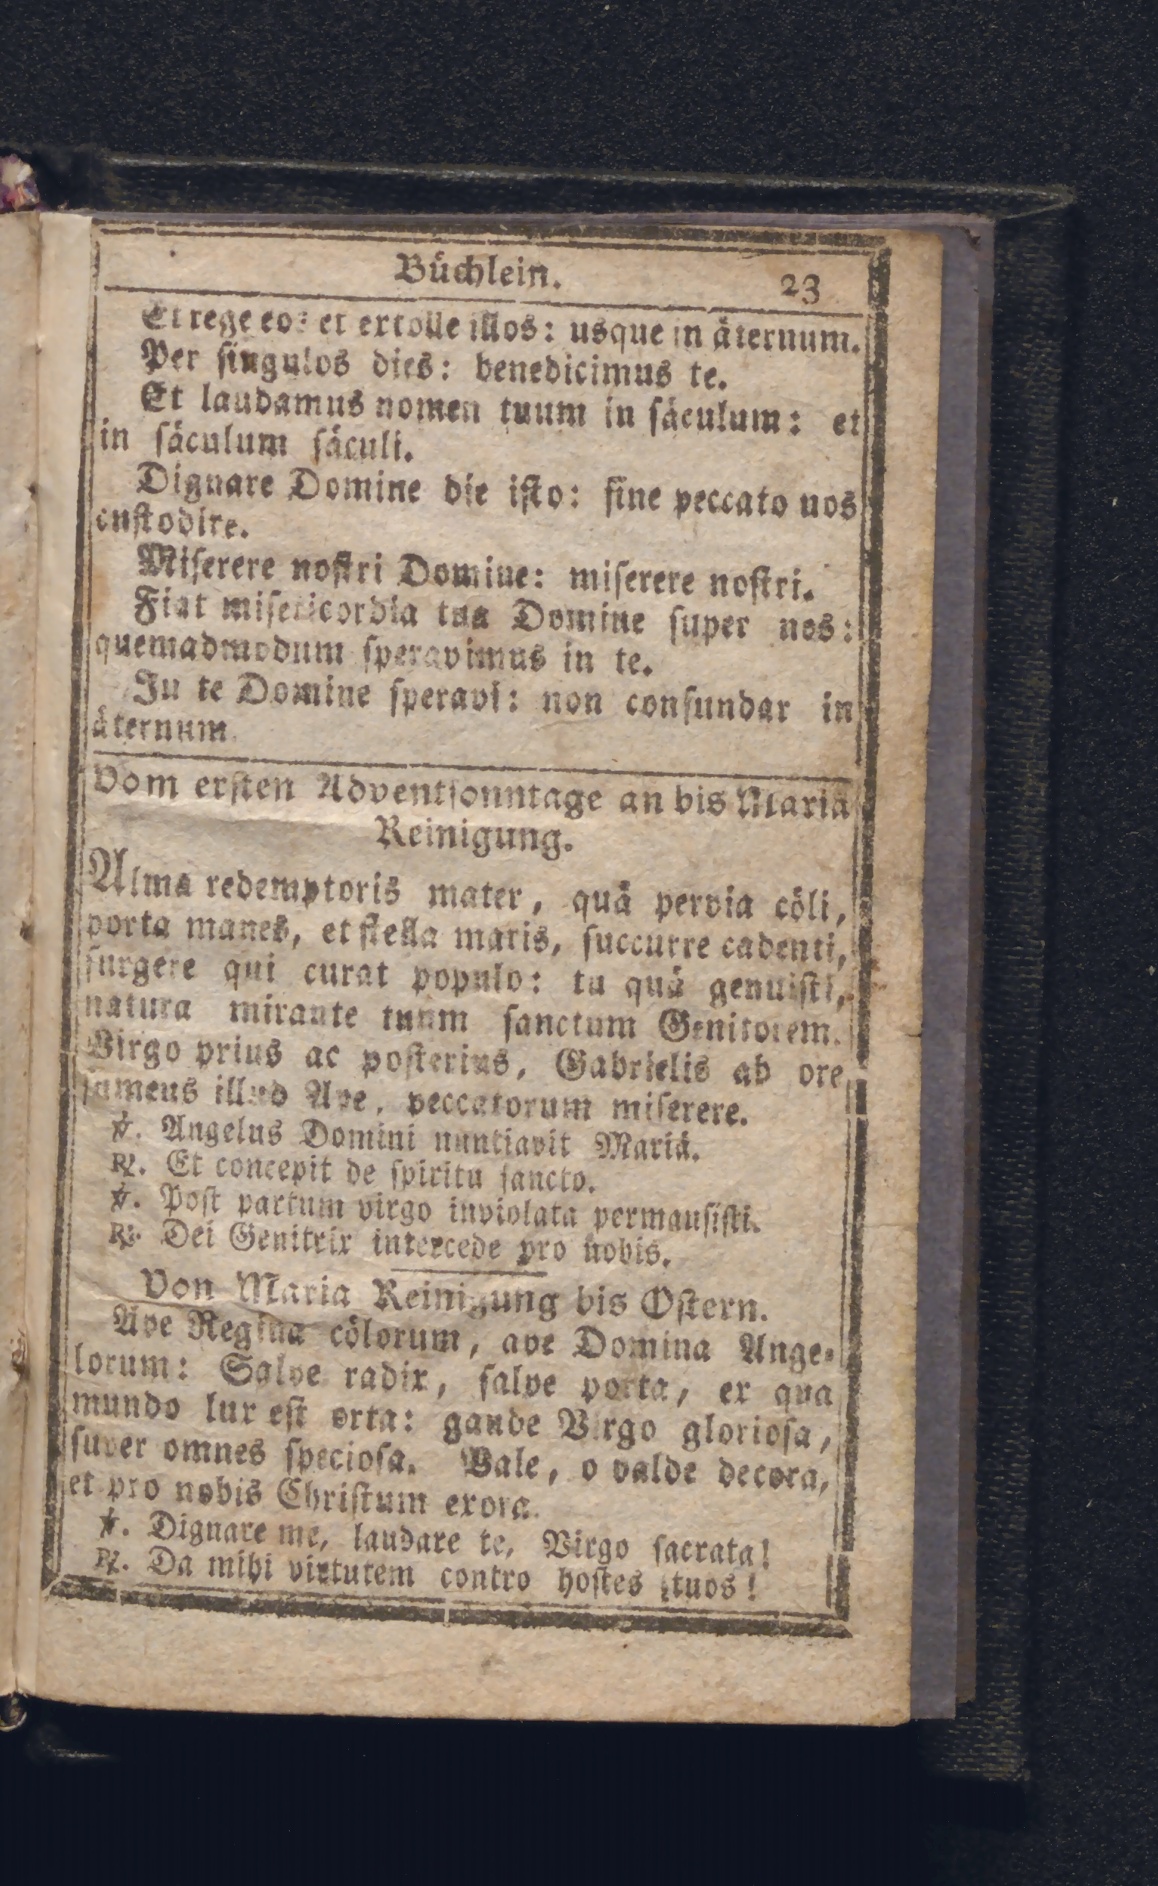 Büchlein. 23
Et rege eos et extolle illos: usque in äternum.
Per singulos dies: benedicimus te.
Et laudamus nomen tuum in säculum: et
in säculum säculi.
Dignare Domine die isto: sine peccato nos
custodire.
Miserere nostri Domine: miserere nostri.
Fiat misericordia tua Domine super nos:
quemadmodum speravimus in te.
In te Domine speravi: non confundar in
äternum.
Vom ersten Adventsonntage an bis Mariä
Reinigung.
Alma redemptoris mater, quä pervia cöli,
porta manes, et stella maris, succurre cadenti,
surgere qui curat populo: tu quä genuisti,
natura mirante tuum sanctum Genitorem.
Virgo prius ac posterius, Gabrielis ab ore
sumens illud Ave, peccatorum miserere.
℣. Angelus Domini nuntiavit Mariä.
℟. Et concepit de spiritu sancto.
℣. Post partum virgo inviolata permansisti.
℟. Dei Genitrix intercede pro nobis.
Von Maria Reinigung bis Ostern.
Ave Regina cölorum, ave Domina Ange-
lorum: Salve radix, salve porta, ex qua
mundo lux est orta: gaude Virgo gloriosa,
super omnes speciosa. Vale, o valde decora,
et pro nobis Christum exora.
℣. Dignare me, laudare te, Virgo sacrata!
℟. Da mihi virtutem contro hostes tuos!